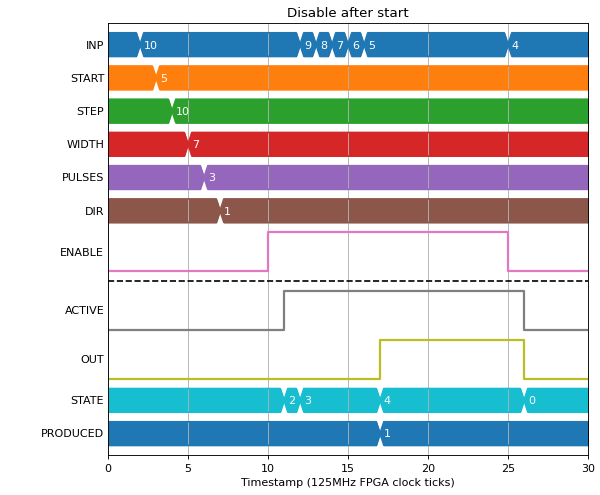 Disable after start
INP 10 9 8 7 6 5 4
START 5
STEP 10
WIDTH 7
PULSES 3
DIR 1
ENABLE
ACTIVE
OUT
STATE 2 3 4 0
PRODUCED 1
0 5 10 15 20 25 30
Timestamp (125MHz FPGA clock ticks)